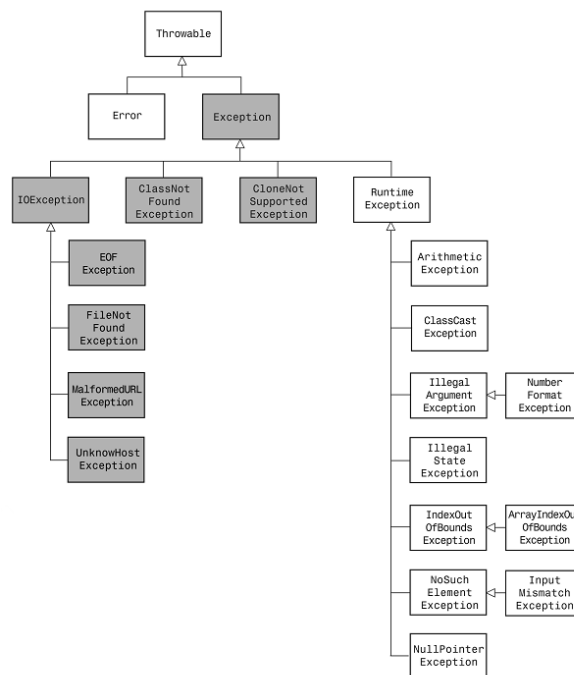 Throwable
Error
Exception
IOException
ClassNot
Found
Exception
CloneNot
Supported
Exception
Runtime
Exception
EOF
Exception
FileNot
Found
Exception
MalformedURL
Exception
UnknowHost
Exception
Arithmetic
Exception
ClassCast
Exception
Illegal
Argument
Exception
Number
Format
Exception
Illegal
State
Exception
IndexOut
OfBounds
Exception
ArrayIndexOut
OfBounds
Exception
NoSuch
Element
Exception
Input
Mismatch
Exception
NullPointer
Exception